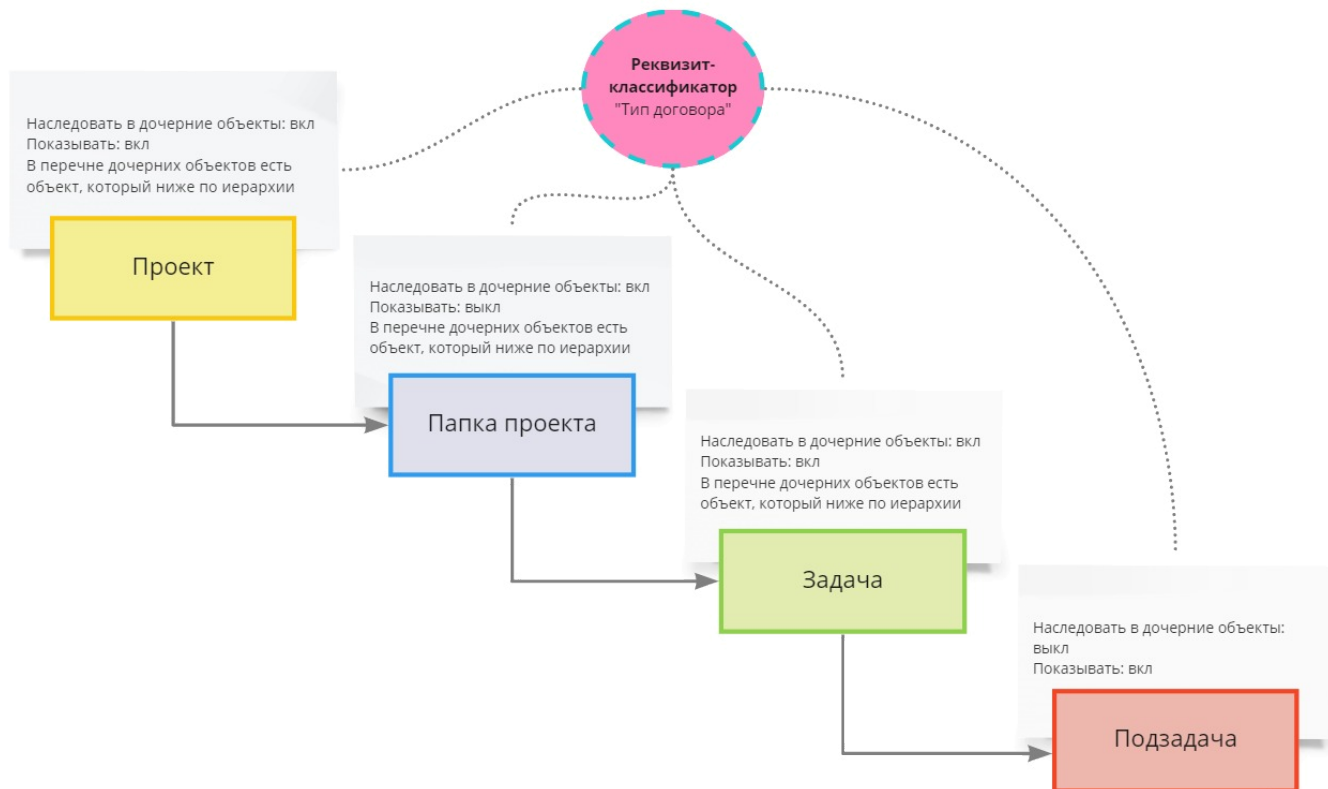 Реквизит-
классификатор
"Тип договора"
Наследовать в дочерние объекты: вкл
Показывать: вкл
В перечне дочерних объектов есть
объект, который ниже по иерархии
Проект
Наследовать в дочерние объекты: вкл
Показывать: выкл
В перечне дочерних объектов есть
объект, который ниже по иерархии
Папка проекта
Наследовать в дочерние объекты: вкл
Показывать: вкл
В перечне дочерних объектов есть
объект, который ниже по иерархии
Задача
Наследовать в дочерние объекты:
выкл
Показывать: вкл
Подзадача